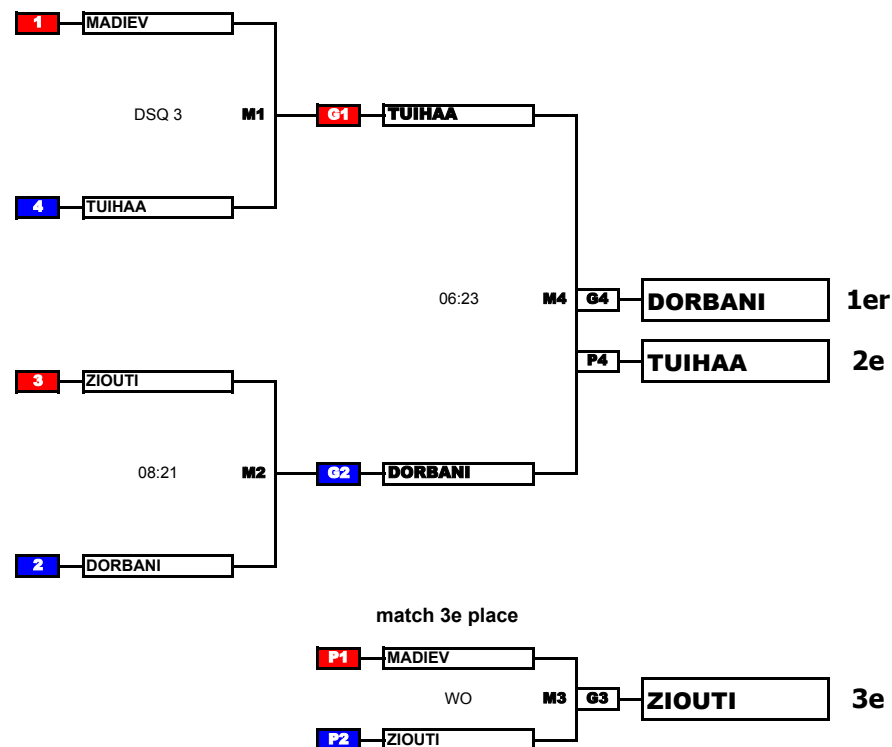 1 MADIEV
DSQ 3 M1 G1 TUIHAA
4 TUIHAA
06:23 M4 G4 DORBANI 1er
P4 TUIHAA 2e
3 ZIOUTI
08:21 M2 G2 DORBANI
2 DORBANI
match 3e place
P1 MADIEV
WO M3 G3 ZIOUTI 3e
P2 ZIOUTI